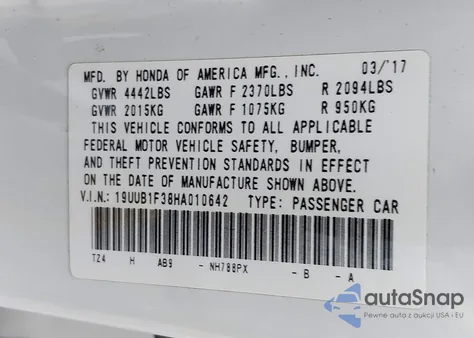 MFD. BY HONDA OF AMERICA MFG., INC. 03/'17
GVWR 4442LBS GAWR F 2370LBS R 2094LBS
GVWR 2015KG GAWR F 1075KG R 950KG
THIS VEHICLE CONFORMS TO ALL APPLICABLE
FEDERAL MOTOR VEHICLE SAFETY, BUMPER,
AND THEFT PREVENTION STANDARDS IN EFFECT
ON THE DATE OF MANUFACTURE SHOWN ABOVE.
V.I.N.: 19UUB1F38HA010642 TYPE: PASSENGER CAR
TZ4 H AB9 - NH788PX - B - A
autoSnap
Pewne auta z aukcji USA i EU